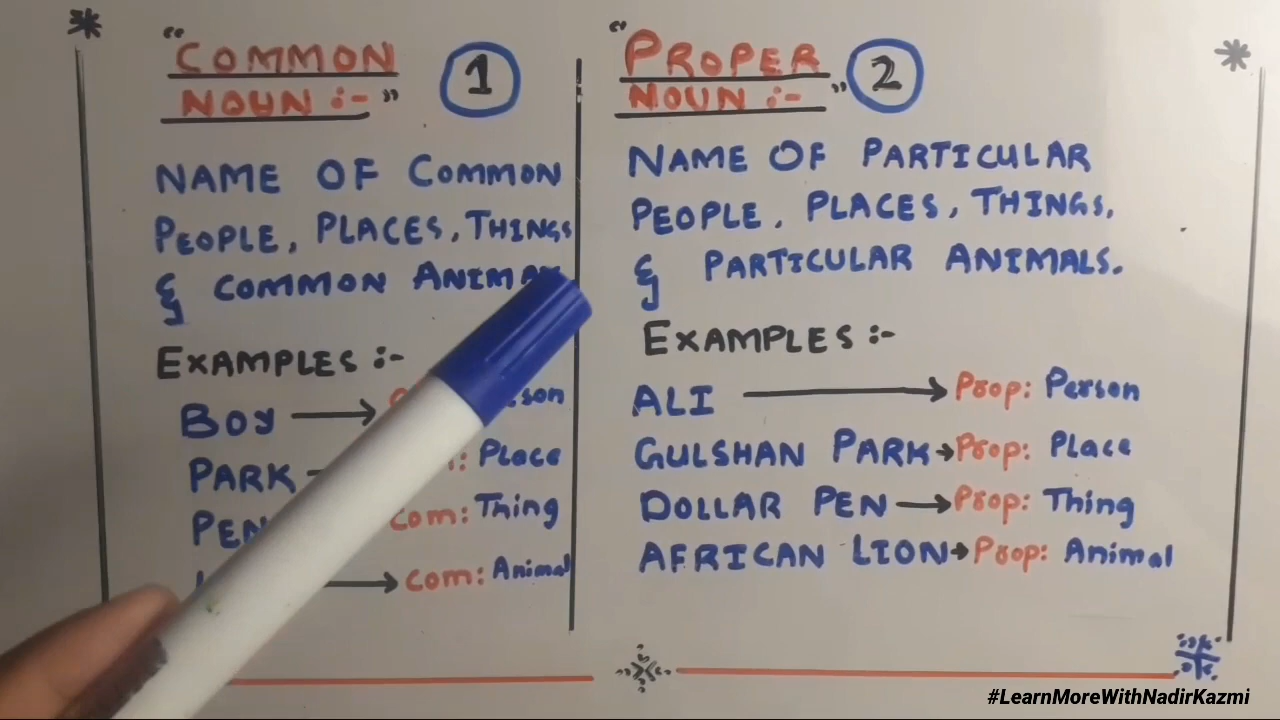 "COMMON
NOUN :-"
1
NAME OF COMMON
PEOPLE, PLACES, THINGS
& COMMON
EXAMPLES :-
BOY →
PARK Place
PEN Com: Thing
→ Com: Animal
"PROPER
NOUN :-"
2
NAME OF PARTICULAR
PEOPLE, PLACES, THINGS,
& PARTICULAR ANIMALS.
EXAMPLES :-
ALI → Prop: Person
GULSHAN PARK → Prop: Place
DOLLAR PEN → Prop: Thing
AFRICAN LION → Prop: Animal
#LearnMoreWithNadirKazmi